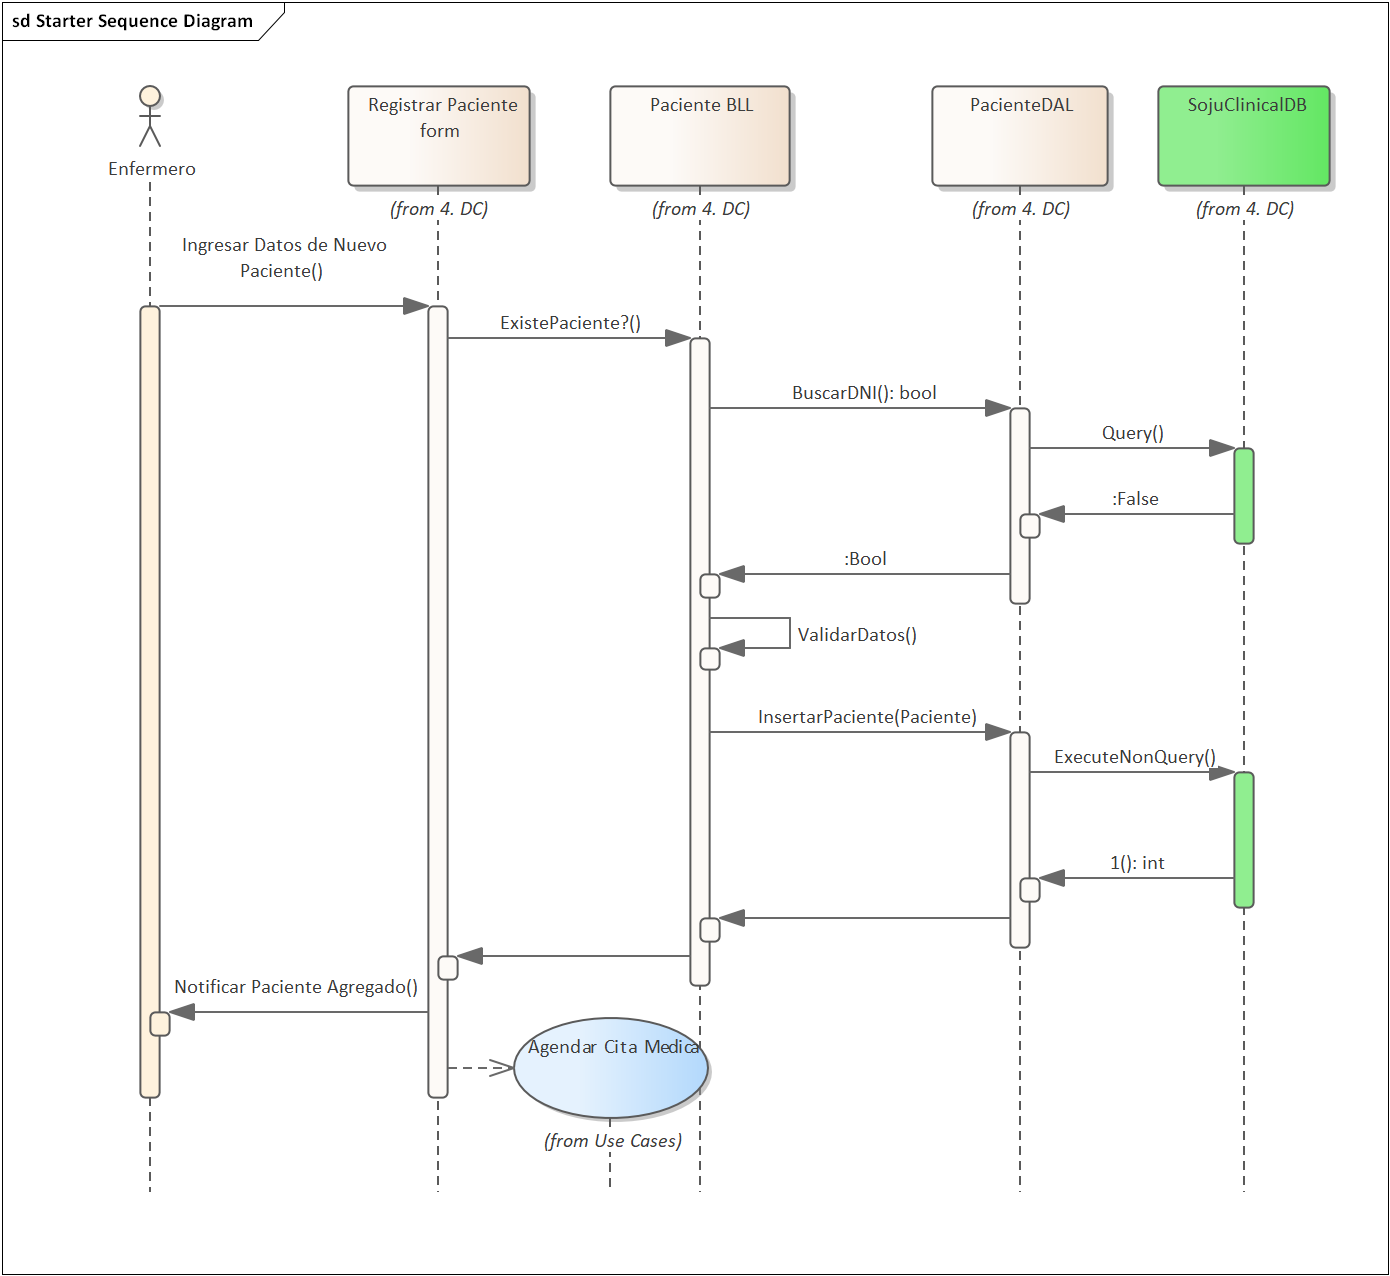 sd Starter Sequence Diagram
Enfermero
Registrar Paciente
form
(from 4. DC)
Paciente BLL
(from 4. DC)
PacienteDAL
(from 4. DC)
SojuClinicalDB
(from 4. DC)
Ingresar Datos de Nuevo
Paciente()
ExistePaciente?()
BuscarDNI(): bool
Query()
:False
:Bool
ValidarDatos()
InsertarPaciente(Paciente)
ExecuteNonQuery()
1(): int
Notificar Paciente Agregado()
Agendar Cita Medica
(from Use Cases)